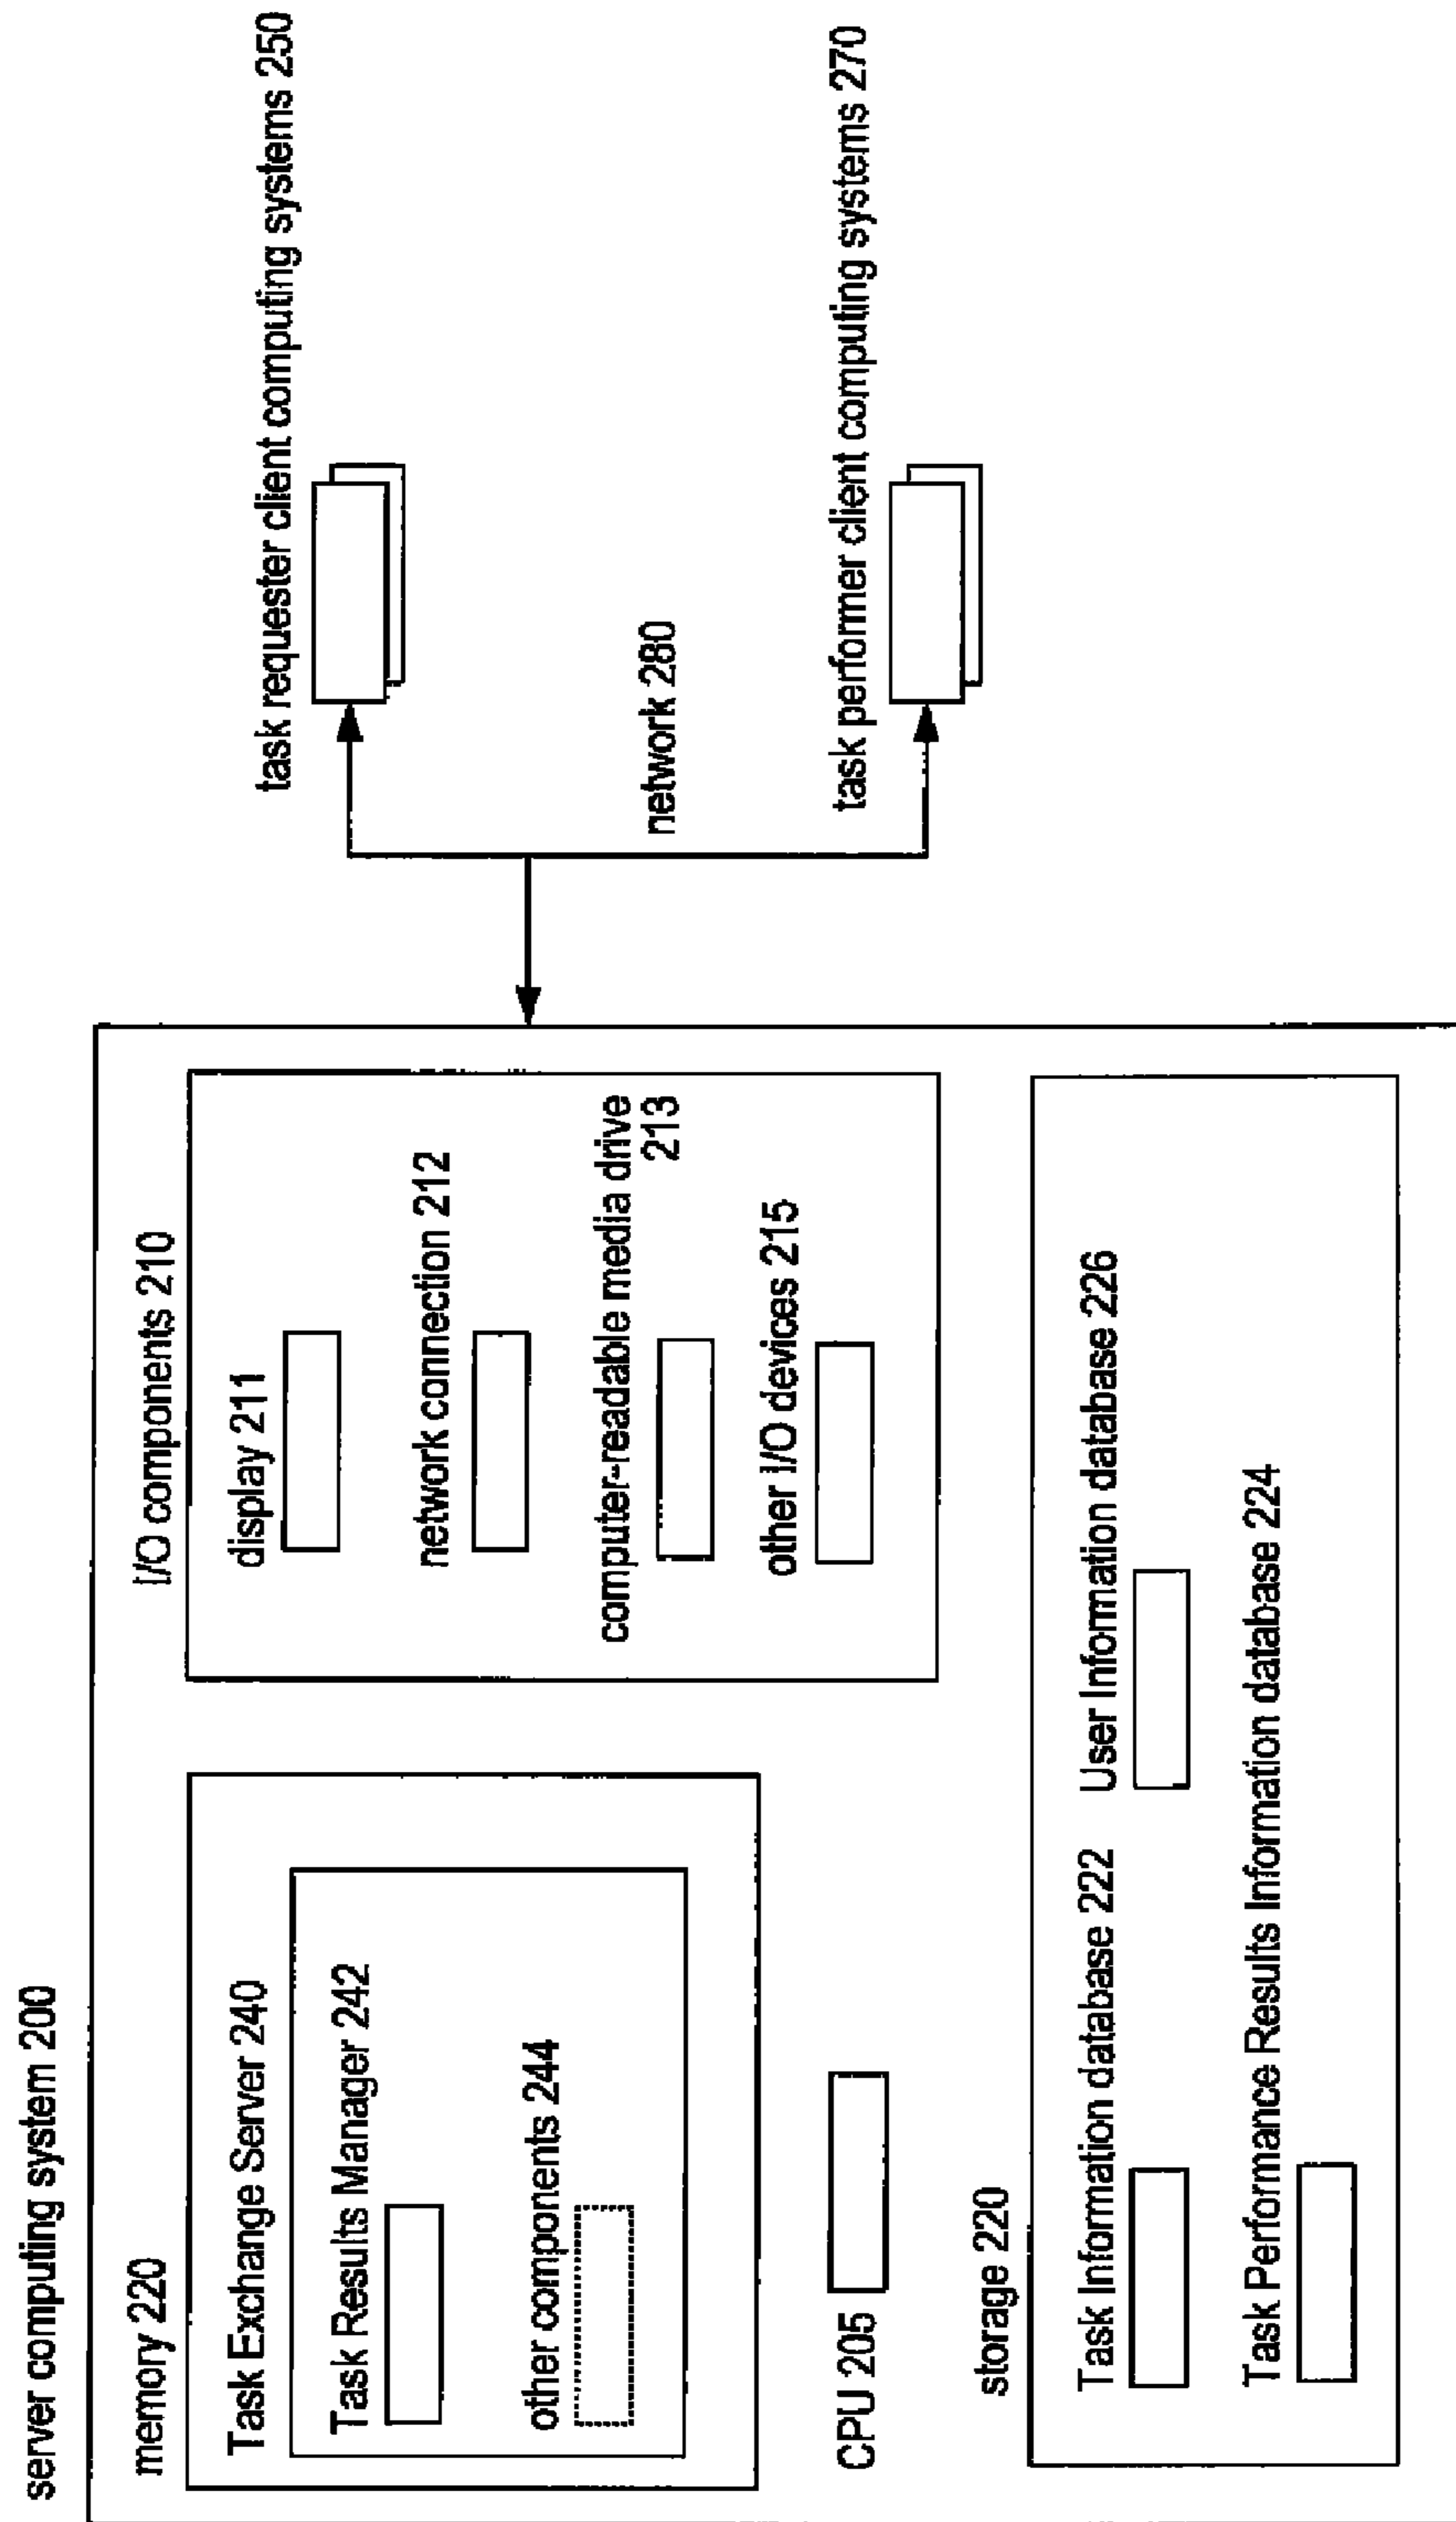 server computing system 200
memory 220
Task Exchange Server 240
Task Results Manager 242
other components 244
CPU 205
I/O components 210
display 211
network connection 212
computer-readable media drive
213
other I/O devices 215
storage 220
Task Information database 222
User Information database 226
Task Performance Results Information database 224
task requester client computing systems 250
network 280
task performer client computing systems 270